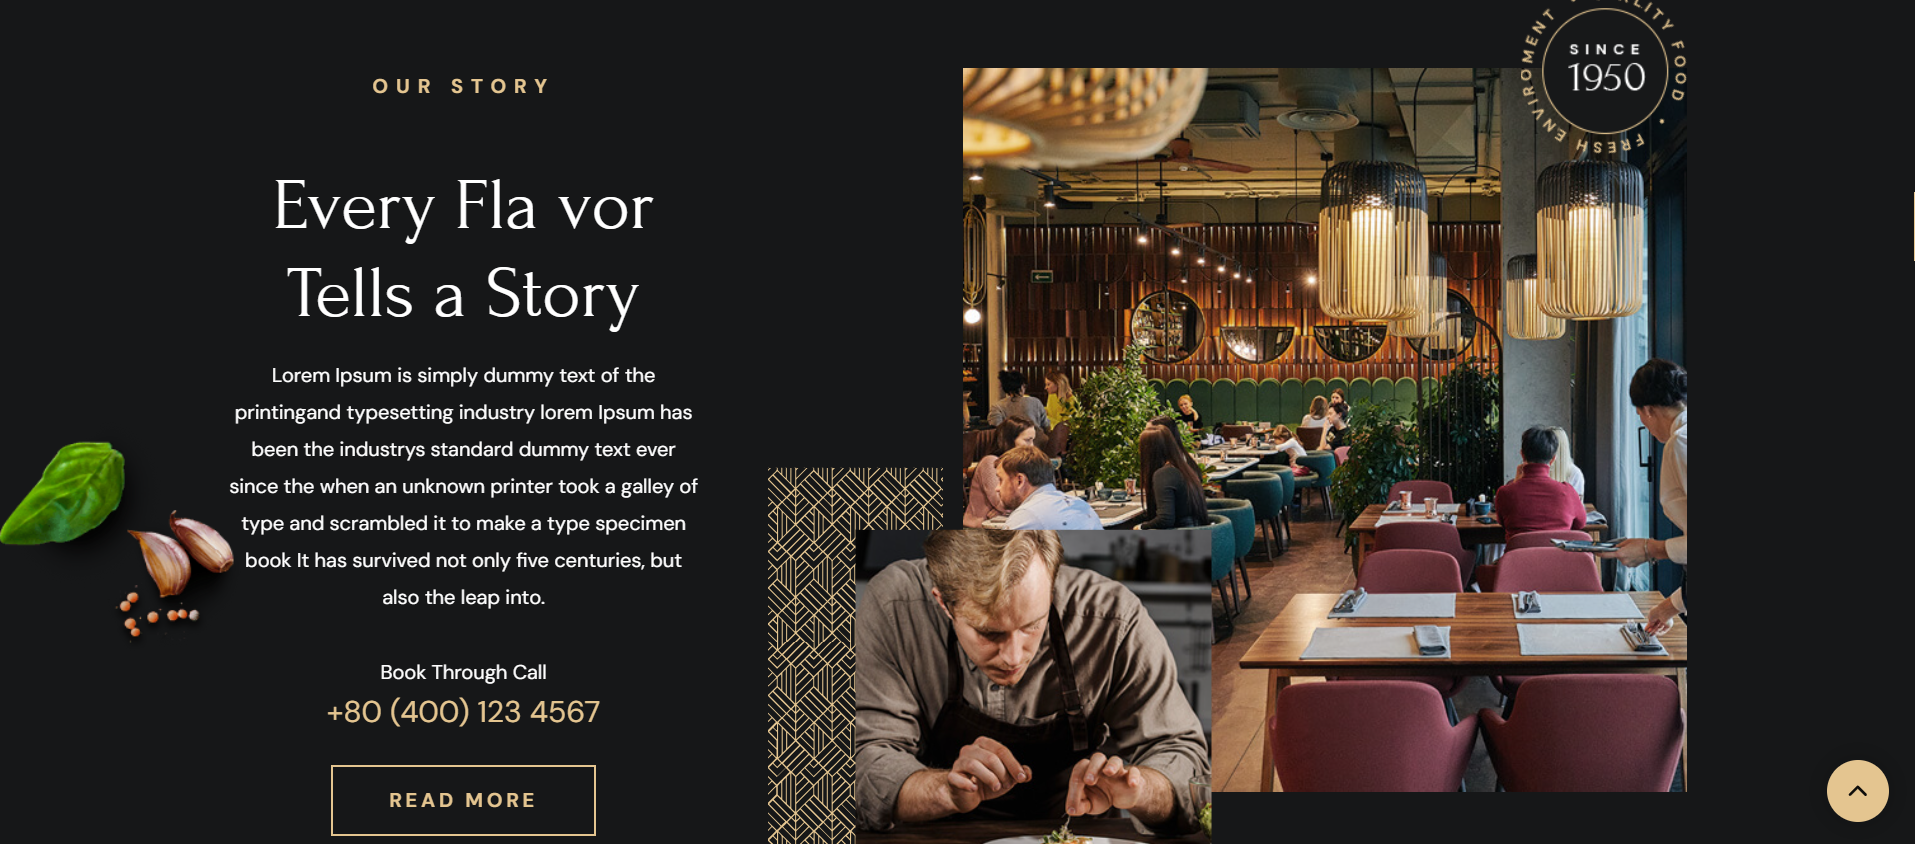 OUR STORY
Every Fla vor
Tells a Story
Lorem Ipsum is simply dummy text of the
printingand typesetting industry lorem Ipsum has
been the industrys standard dummy text ever
since the when an unknown printer took a galley of
type and scrambled it to make a type specimen
book It has survived not only five centuries, but
also the leap into.
Book Through Call
+80 (400) 123 4567
READ MORE
SINCE
1950
FOOD • FRESH ENVIROMENT